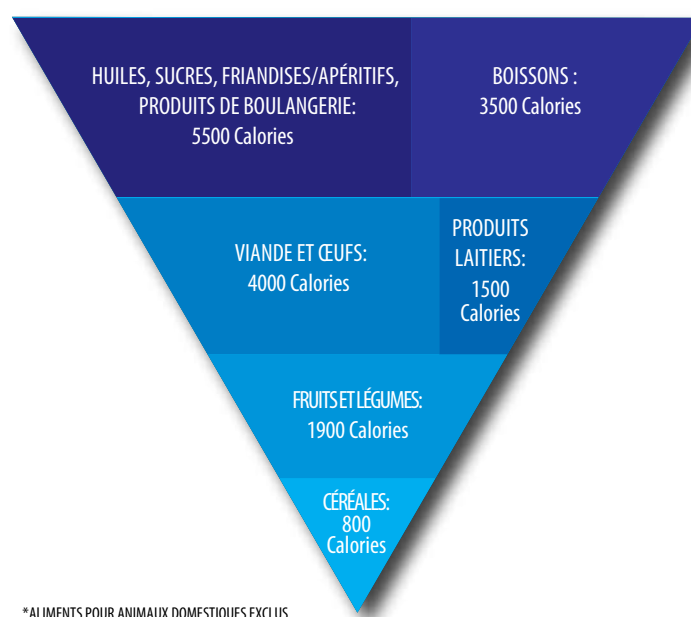 HUILES, SUCRES, FRIANDISES/APÉRITIFS,
PRODUITS DE BOULANGERIE:
5500 Calories
BOISSONS :
3500 Calories
VIANDE ET ŒUFS:
4000 Calories
PRODUITS
LAITIERS:
1500
Calories
FRUITS ET LÉGUMES:
1900 Calories
CÉRÉALES:
800
Calories
*ALIMENTS POUR ANIMAUX DOMESTIQUES EXCLUS